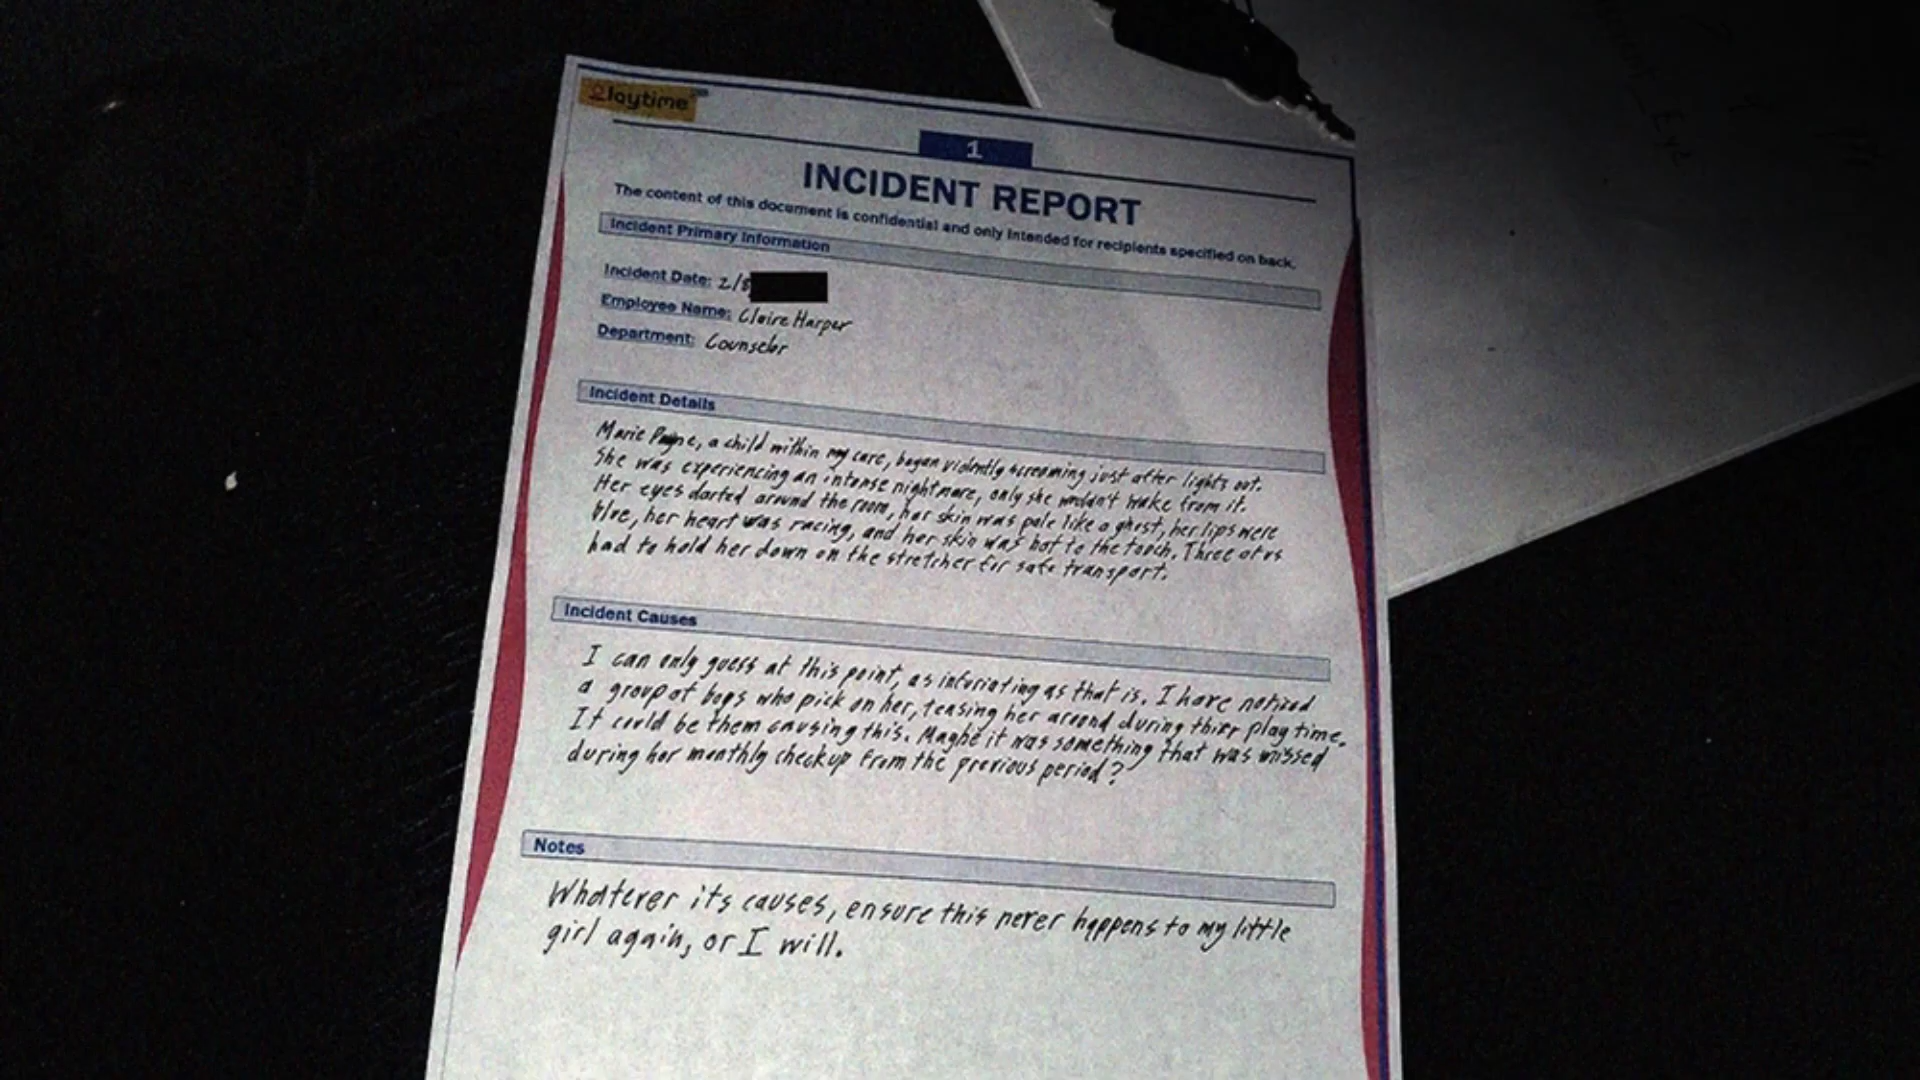 Playtime
1
INCIDENT REPORT
The content of this document is confidential and only intended for recipients specified on back.
Incident Primary Information
Incident Date: 2/8
Employee Name: Claire Harper
Department: Counselor
Incident Details
Marie Payne, a child within my care, began violently screaming just after lights out.
She was experiencing an intense nightmare, only she wouldn't wake from it.
Her eyes darted around the room, her skin was pale like a ghost, her lips were
blue, her heart was racing, and her skin was hot to the touch. Three of us
had to hold her down on the stretcher for safe transport.
Incident Causes
I can only guess at this point, as infuriating as that is. I have noticed
a group of boys who pick on her, teasing her around during their play time.
It could be them causing this. Maybe it was something that was missed
during her monthly checkup from the previous period?
Notes
Whatever its causes, ensure this never happens to my little
girl again, or I will.